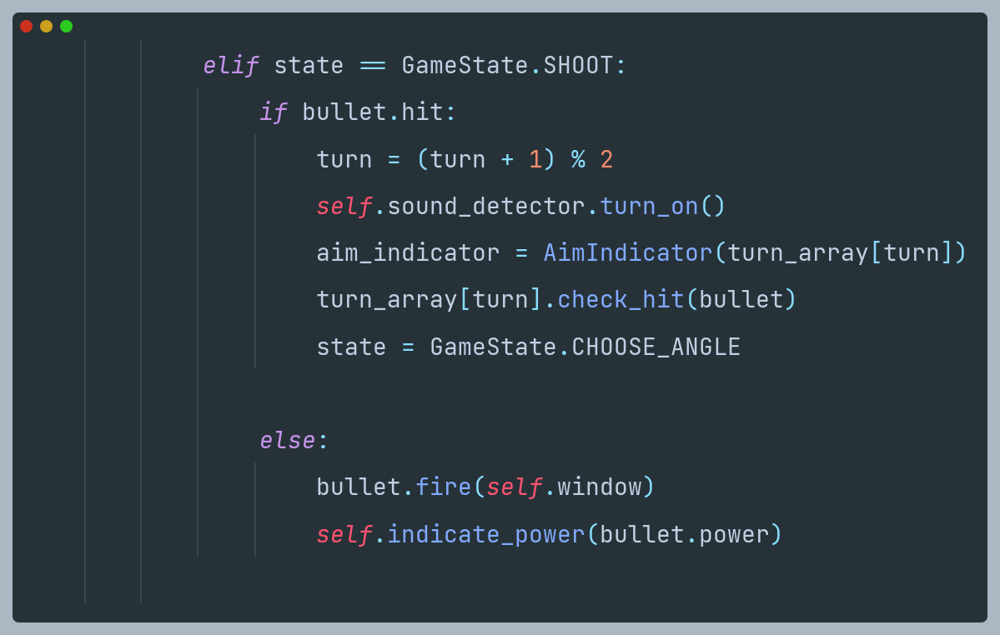 elif state == GameState.SHOOT:
if bullet.hit:
turn = (turn + 1) % 2
self.sound_detector.turn_on()
aim_indicator = AimIndicator(turn_array[turn])
turn_array[turn].check_hit(bullet)
state = GameState.CHOOSE_ANGLE
else:
bullet.fire(self.window)
self.indicate_power(bullet.power)